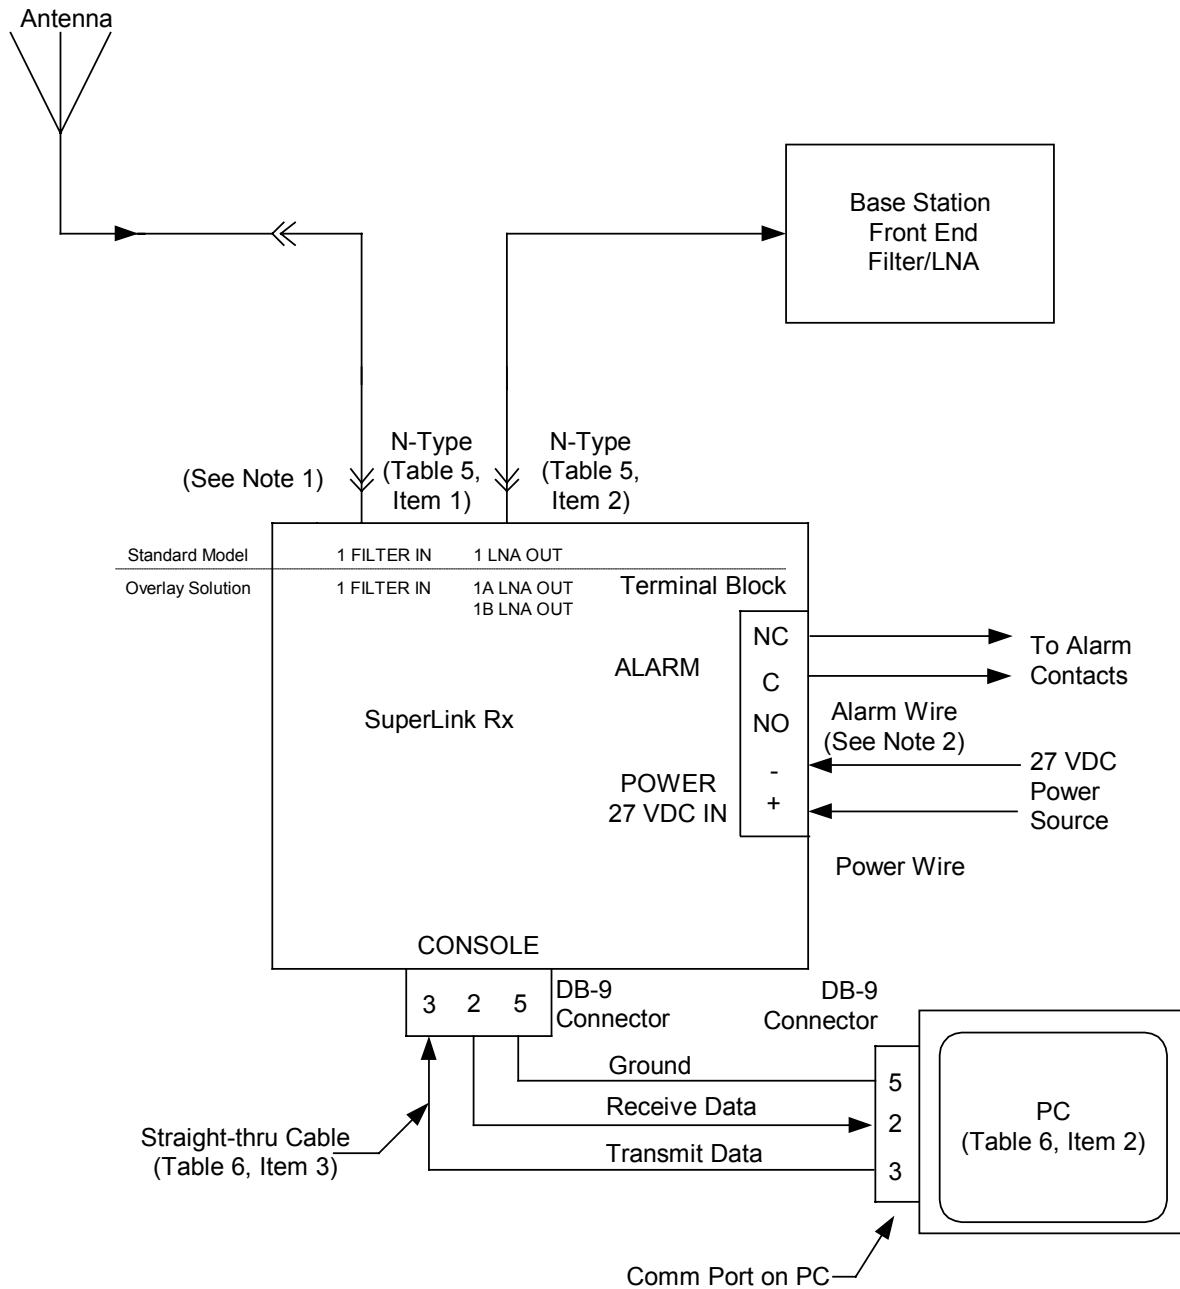 Antenna
Base Station
Front End
Filter/LNA
(See Note 1)
N-Type
(Table 5,
Item 1)
N-Type
(Table 5,
Item 2)
Standard Model
1 FILTER IN
1 LNA OUT
Overlay Solution
1 FILTER IN
1A LNA OUT
1B LNA OUT
Terminal Block
NC
C
NO
-
+
ALARM
To Alarm
Contacts
SuperLink Rx
Alarm Wire
(See Note 2)
POWER
27 VDC IN
27 VDC
Power
Source
Power Wire
CONSOLE
3 2 5
DB-9
Connector
DB-9
Connector
Ground
Receive Data
Transmit Data
5
2
3
PC
(Table 6, Item 2)
Straight-thru Cable
(Table 6, Item 3)
Comm Port on PC